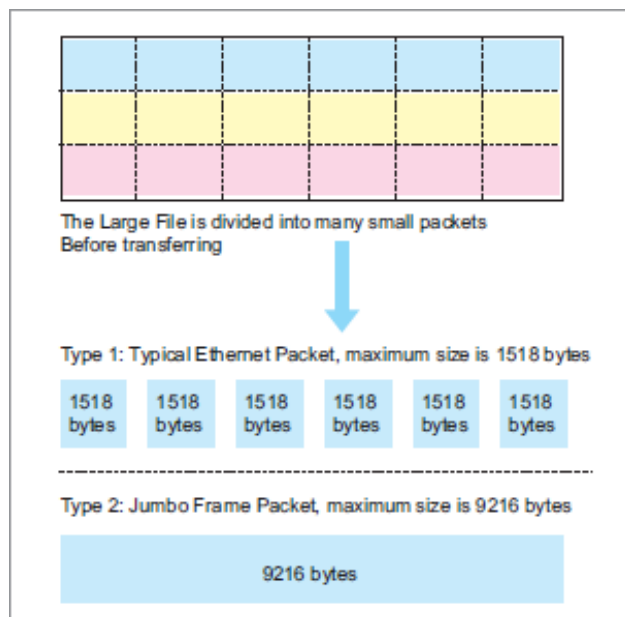 The Large File is divided into many small packets
Before transferring
Type 1: Typical Ethernet Packet, maximum size is 1518 bytes
1518 1518 1518 1518 1518 1518
bytes bytes bytes bytes bytes bytes
Type 2: Jumbo Frame Packet, maximum size is 9216 bytes
9216 bytes